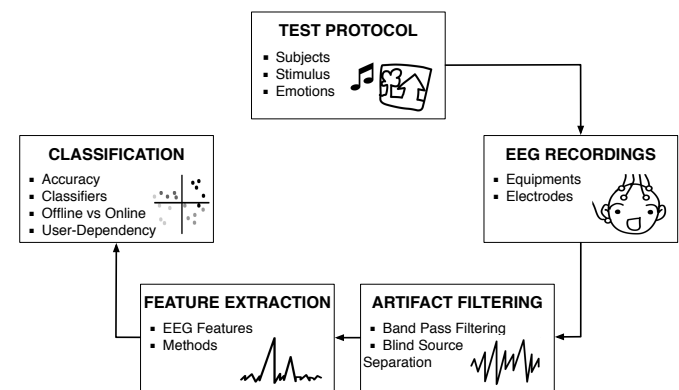 TEST PROTOCOL
▪ Subjects
▪ Stimulus
▪ Emotions
CLASSIFICATION
▪ Accuracy
▪ Classifiers
▪ Offline vs Online
▪ User-Dependency
EEG RECORDINGS
▪ Equipments
▪ Electrodes
FEATURE EXTRACTION
▪ EEG Features
▪ Methods
ARTIFACT FILTERING
▪ Band Pass Filtering
▪ Blind Source
Separation